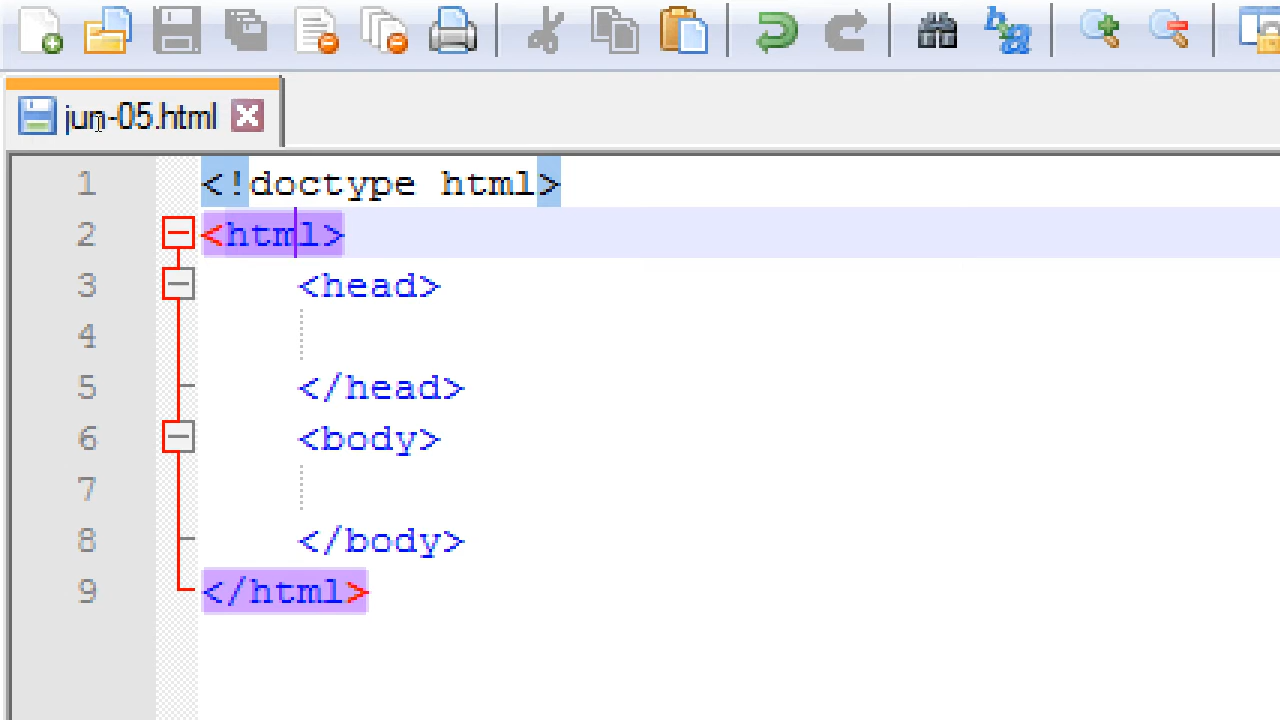 jun-05.html
1 <!doctype html>
2 <html>
3 <head>
4
5 </head>
6 <body>
7
8 </body>
9 </html>